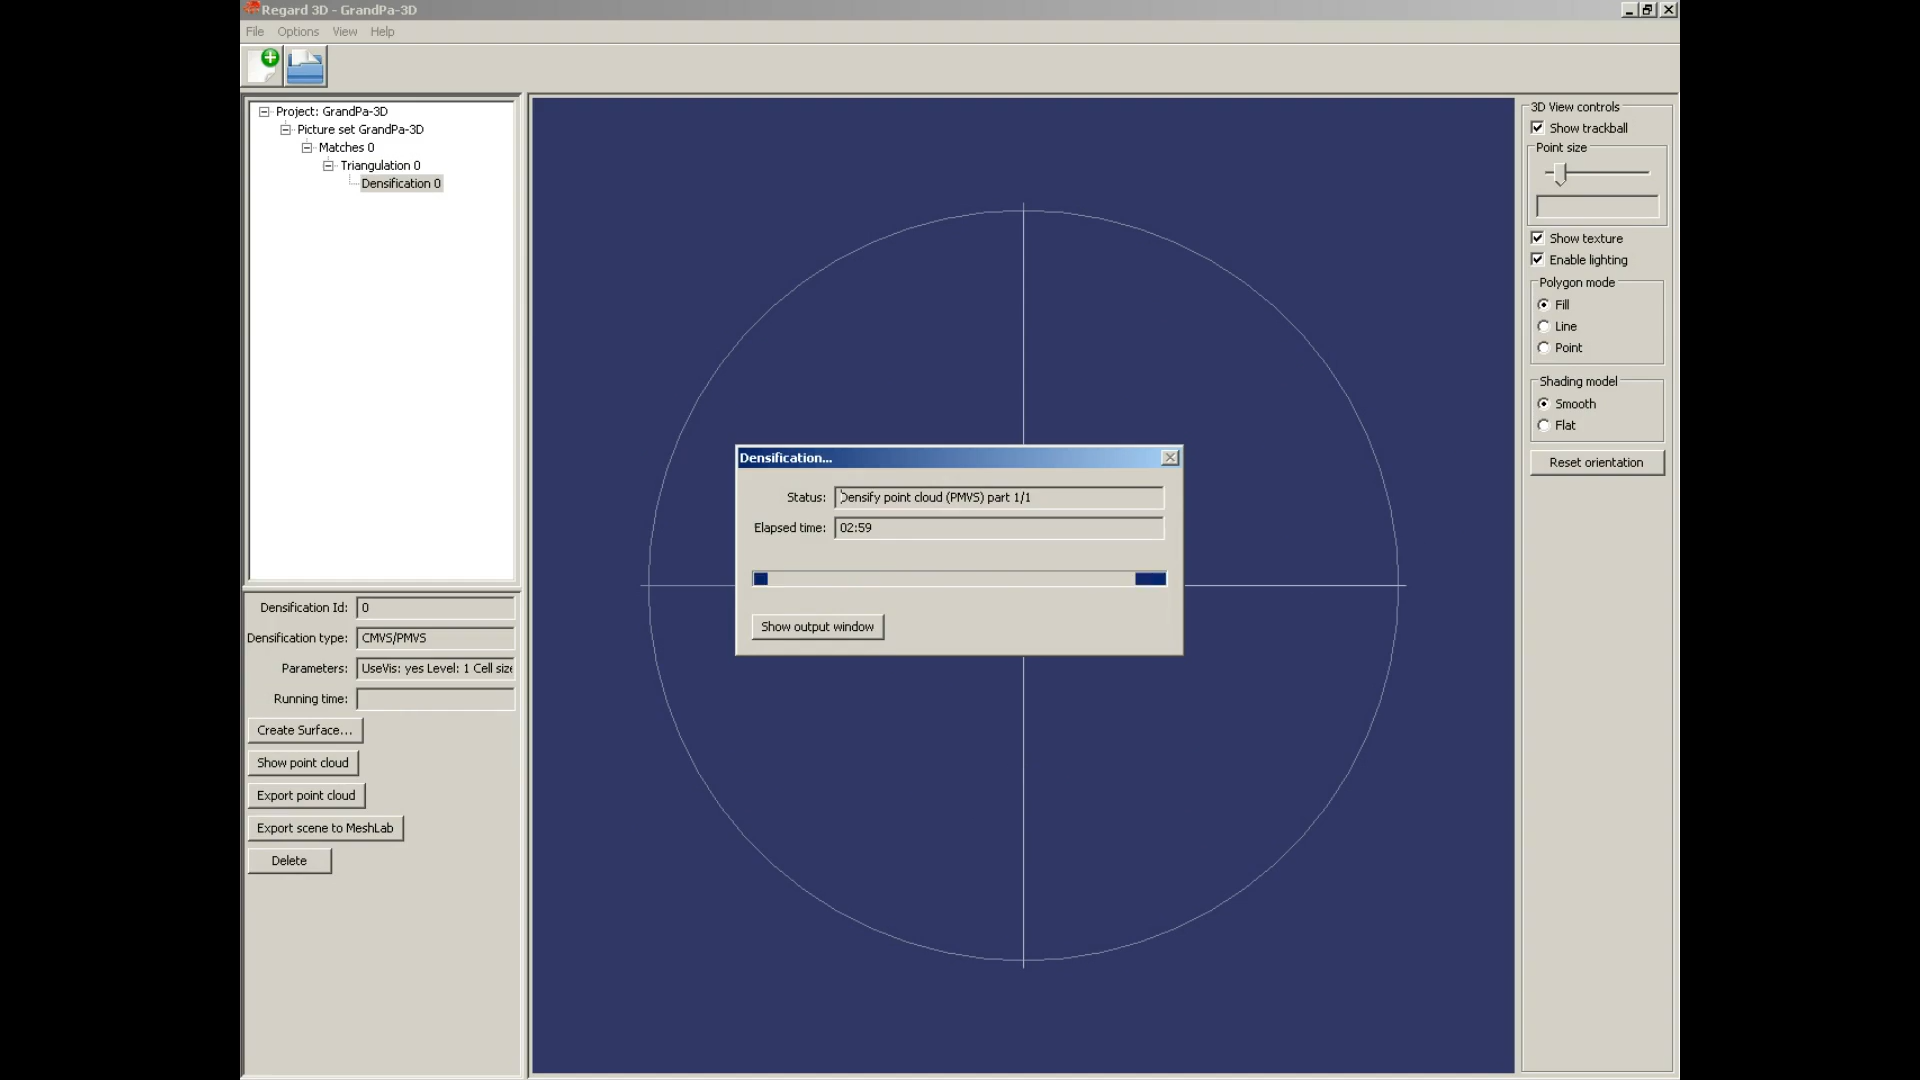 Regard 3D - GrandPa-3D
File Options View Help
Project: GrandPa-3D
Picture set GrandPa-3D
Matches 0
Triangulation 0
Densification 0
Densification Id: 0
Densification type: CMVS/PMVS
Parameters: UseVis: yes Level: 1 Cell size
Running time:
Create Surface...
Show point cloud
Export point cloud
Export scene to MeshLab
Delete
Densification...
Status: Densify point cloud (PMVS) part 1/1
Elapsed time: 02:59
Show output window
3D View controls
Show trackball
Point size
Show texture
Enable lighting
Polygon mode
Fill
Line
Point
Shading model
Smooth
Flat
Reset orientation